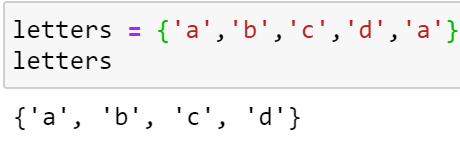 letters = {'a','b','c','d','a'}
letters
{'a', 'b', 'c', 'd'}